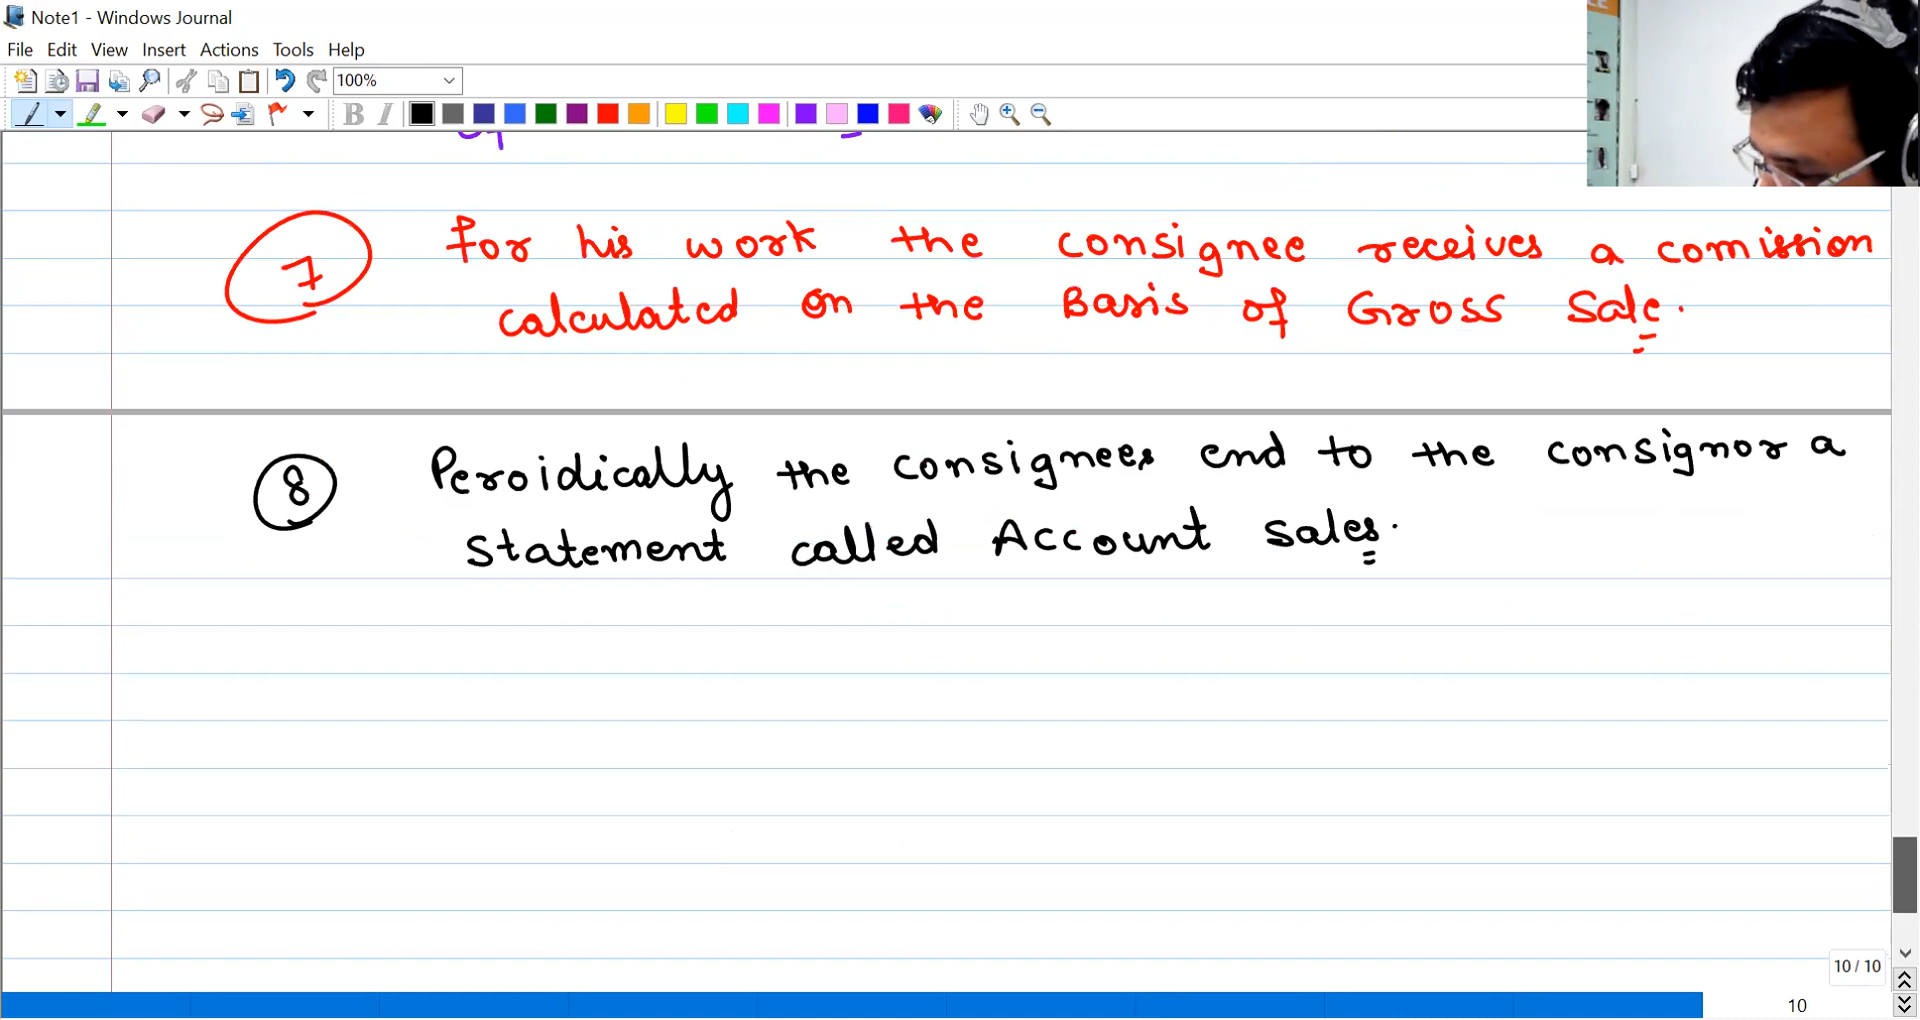 Note1 - Windows Journal
File Edit View Insert Actions Tools Help
100%
B I
7 For his work the consignee receives a comission
calculated on the Basis of Gross Sale.
8 Peroidically the consignees end to the consignor a
statement called Account sales.
10 / 10
10